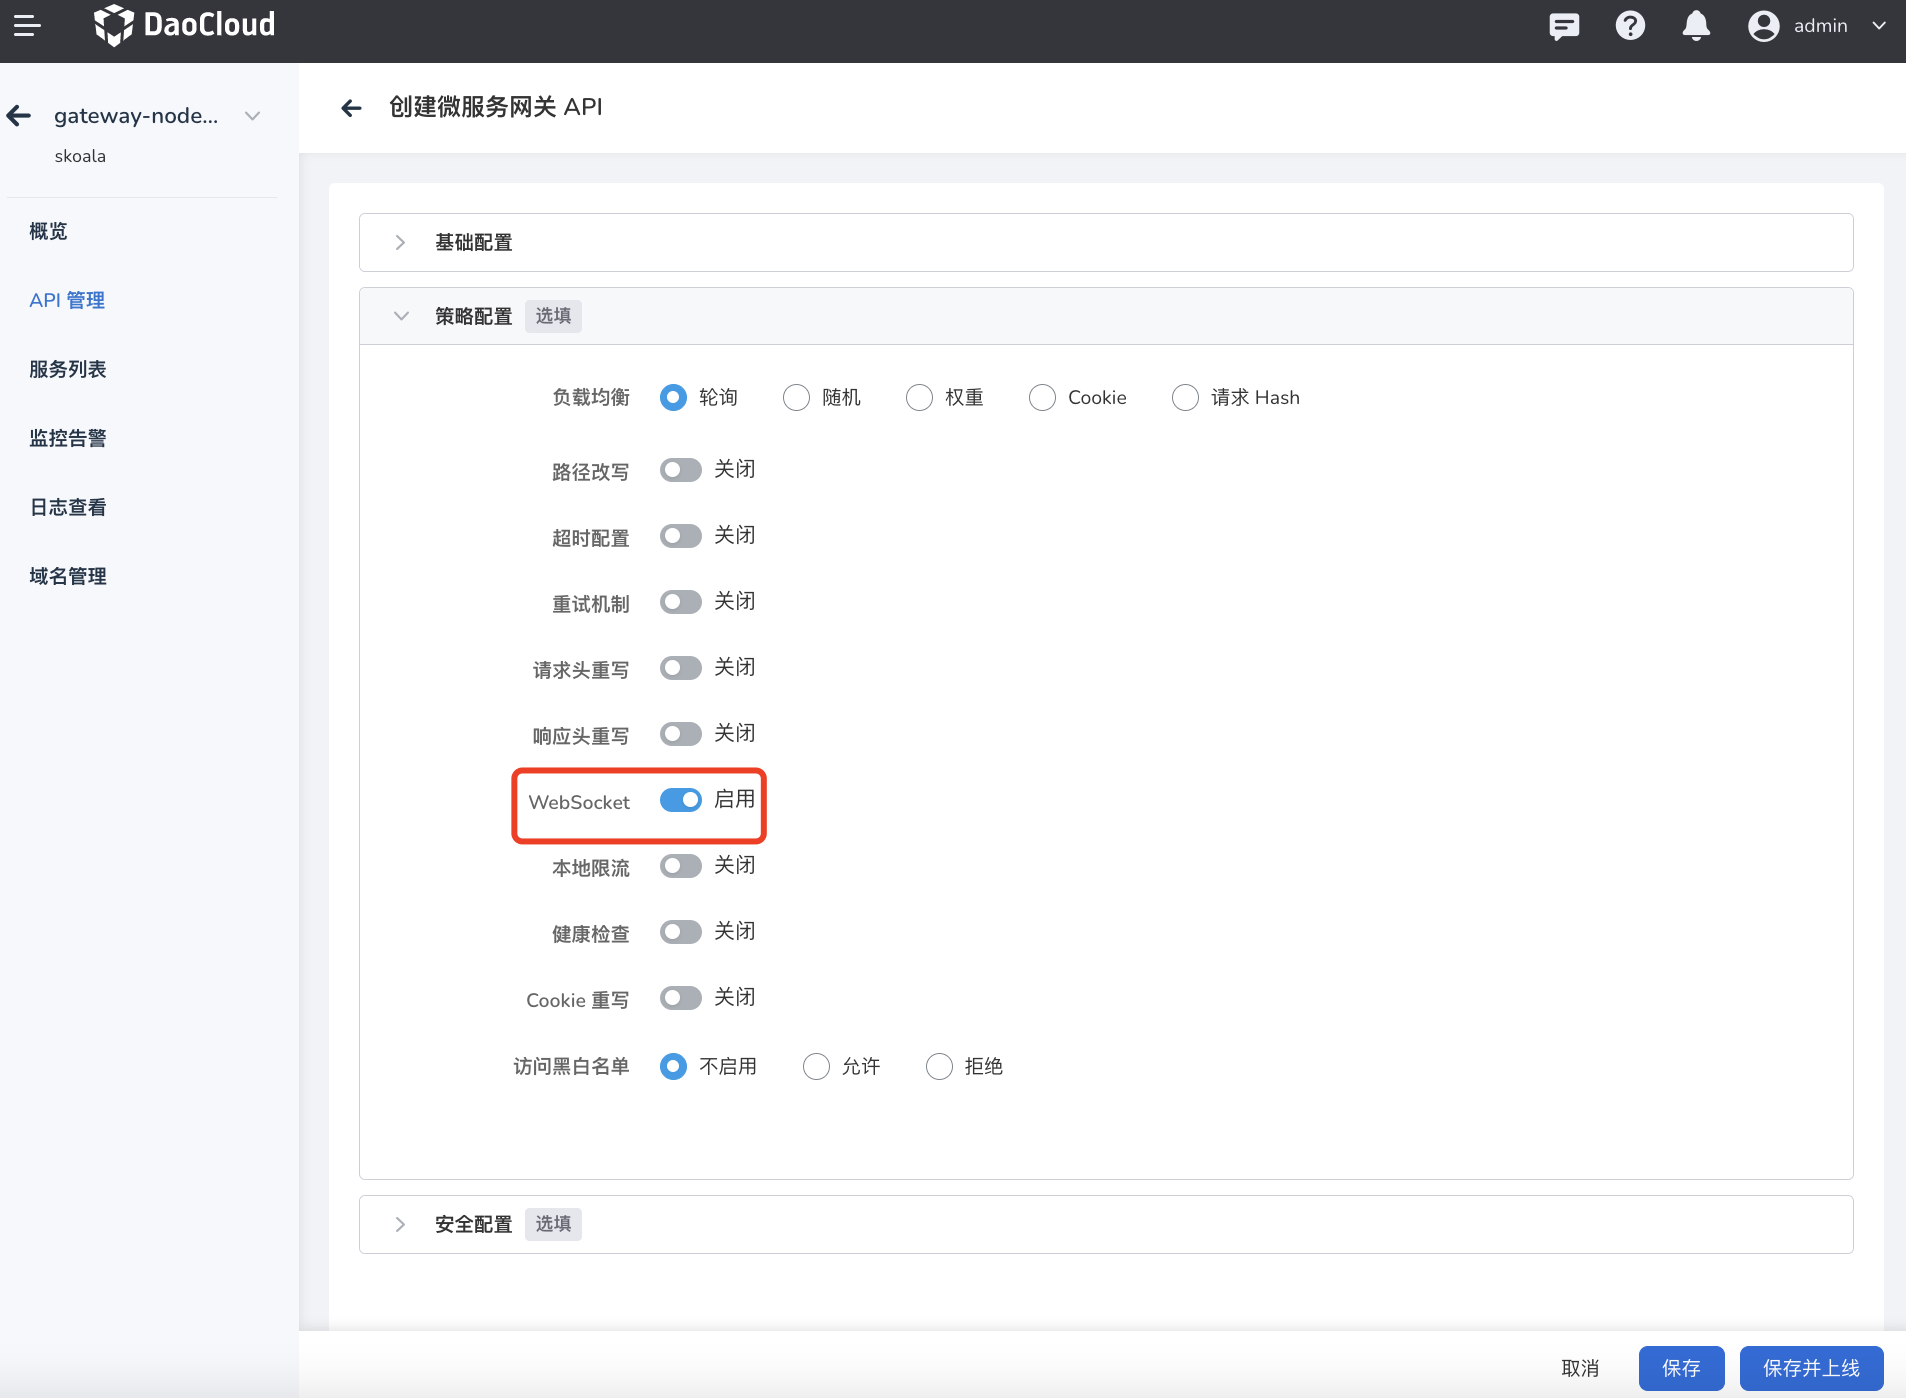 DaoCloud
admin
gateway-node...
skoala
概览
API 管理
服务列表
监控告警
日志查看
域名管理
创建微服务网关 API
基础配置
策略配置 选填
负载均衡 轮询 随机 权重 Cookie 请求 Hash
路径改写 关闭
超时配置 关闭
重试机制 关闭
请求头重写 关闭
响应头重写 关闭
WebSocket 启用
本地限流 关闭
健康检查 关闭
Cookie 重写 关闭
访问黑白名单 不启用 允许 拒绝
安全配置 选填
取消 保存 保存并上线